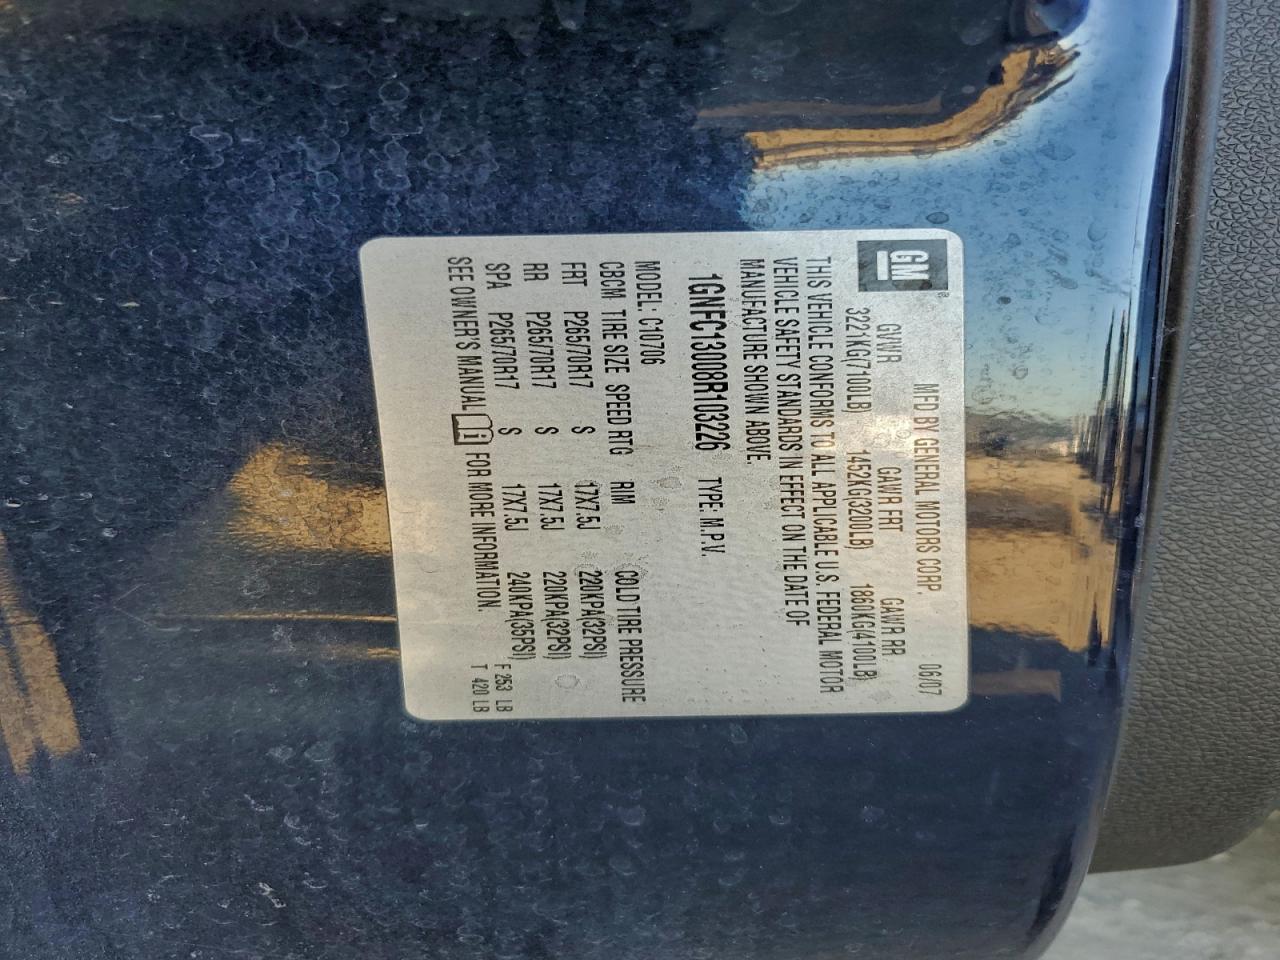 GM
®
MFD BY GENERAL MOTORS CORP. 06/07
GVWR GAWR FRT GAWR RR
3221KG(7100LB) 1452KG(3200LB) 1860KG(4100LB)
THIS VEHICLE CONFORMS TO ALL APPLICABLE U.S. FEDERAL MOTOR
VEHICLE SAFETY STANDARDS IN EFFECT ON THE DATE OF
MANUFACTURE SHOWN ABOVE.
1GNFC13008R103226 TYPE: M.P.V.
MODEL: C10706
CBCM TIRE SIZE SPEED RTG RIM COLD TIRE PRESSURE
FRT P265/70R17 S 17X7.5J 220KPA(32PSI)
RR P265/70R17 S 17X7.5J 220KPA(32PSI)
SPA P265/70R17 S 17X7.5J 240KPA(35PSI) F 253 LB
SEE OWNER'S MANUAL FOR MORE INFORMATION. T 420 LB